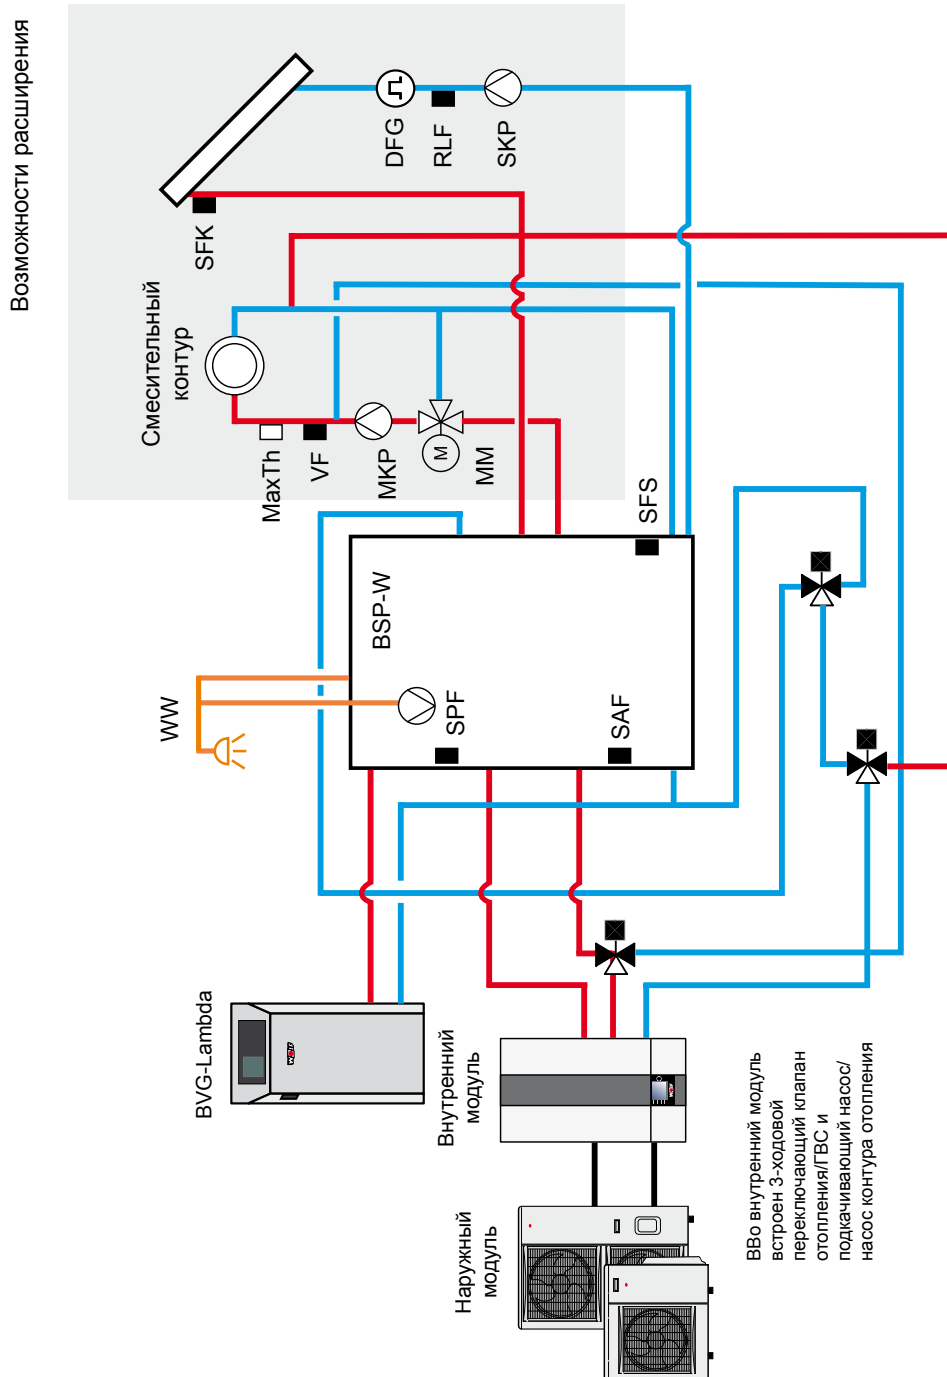 Возможности расширения
DFG
RLF
SKP
SFK
Смесительный
контур
MaxTh
VF
MKP
M
MM
SFS
BSP-W
WW
SPF
SAF
BVG-Lambda
Внутренний
модуль
Наружный
модуль
ВВо внутренний модуль
встроен 3-ходовой
переключающий клапан
отопления/ГВС и
подкачивающий насос/
насос контура отопления